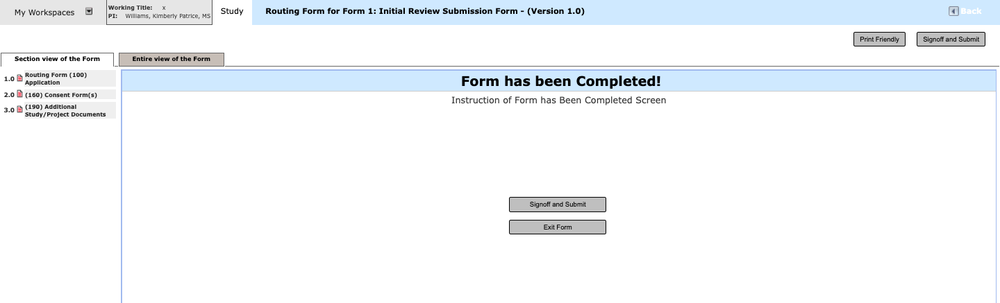 My Workspaces
Working Title: x
PI: Williams, Kimberly Patrice, MS
Study
Routing Form for Form 1: Initial Review Submission Form - (Version 1.0)
Back
Print Friendly
Signoff and Submit
Section view of the Form
Entire view of the Form
1.0 Routing Form (100)
Application
2.0 (160) Consent Form(s)
3.0 (190) Additional
Study/Project Documents
Form has been Completed!
Instruction of Form has Been Completed Screen
Signoff and Submit
Exit Form